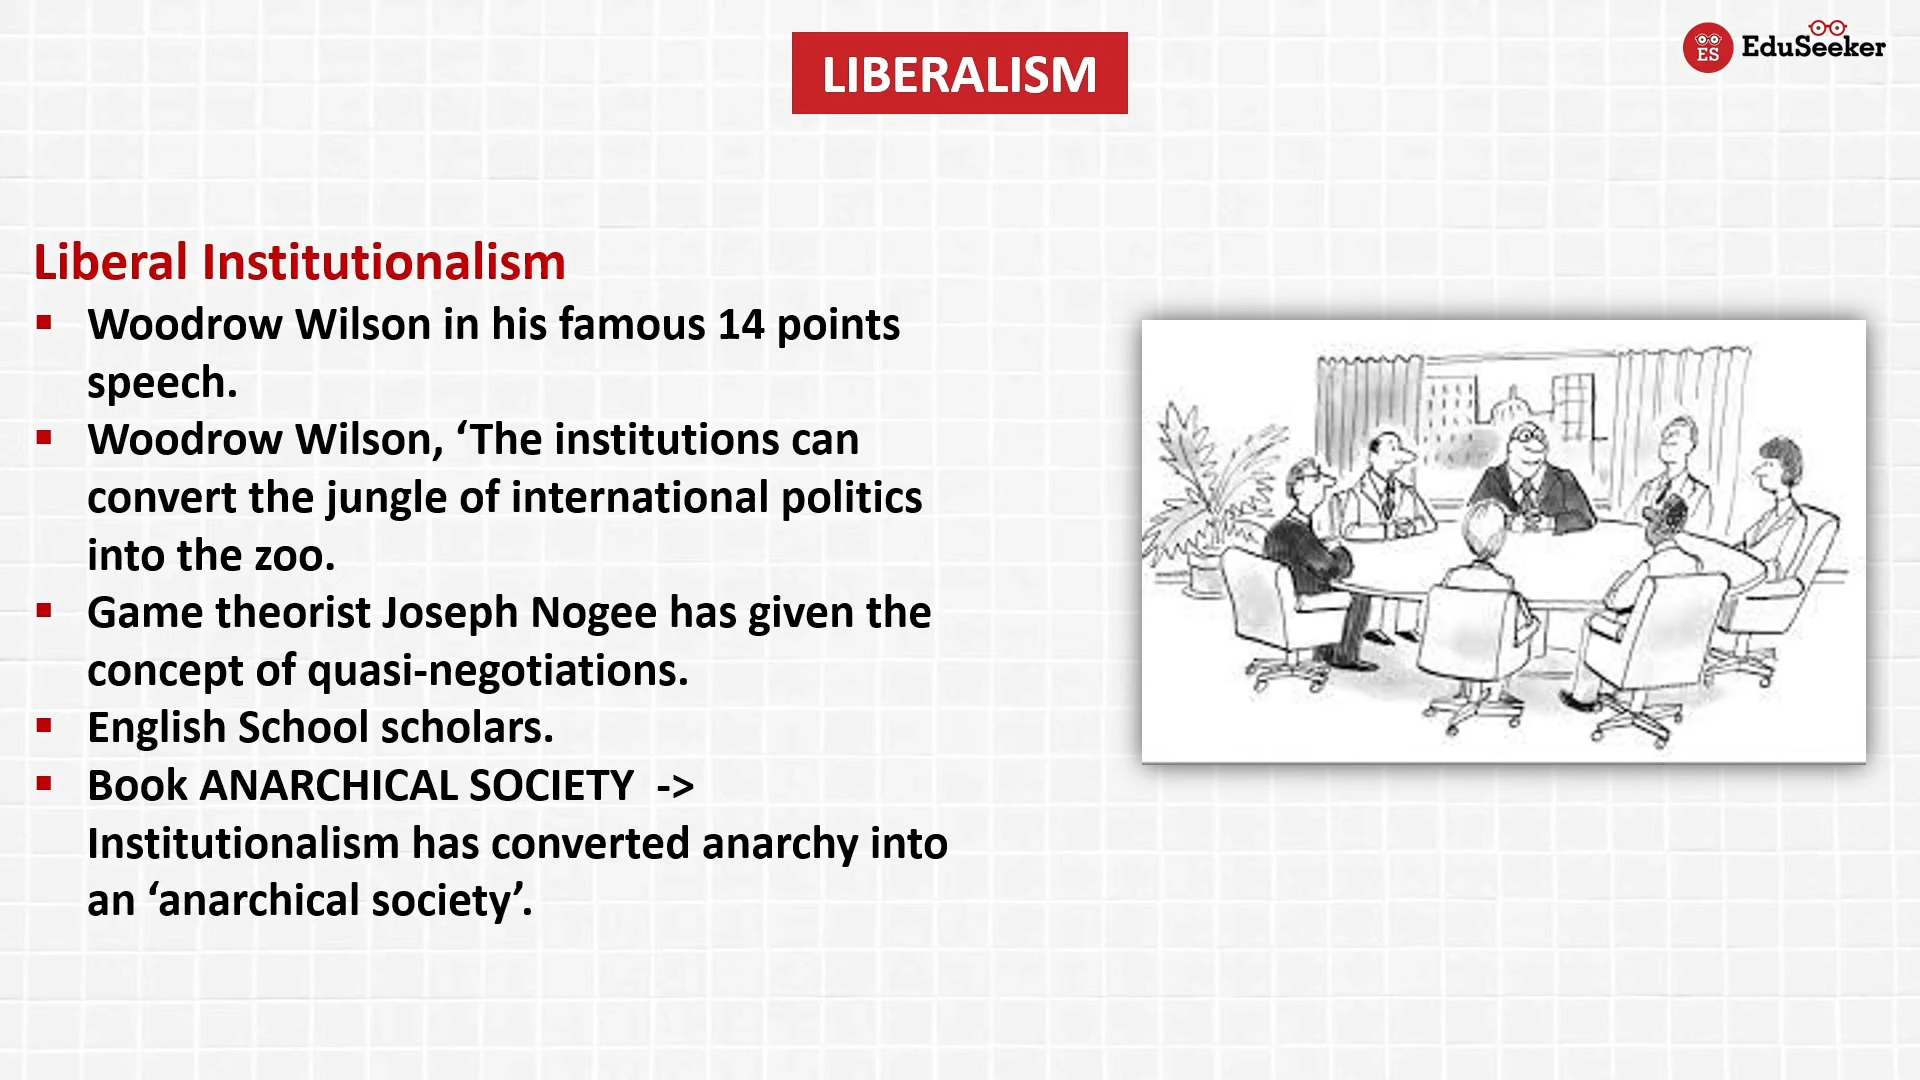 LIBERALISM
ES EduSeeker
Liberal Institutionalism
▪ Woodrow Wilson in his famous 14 points
speech.
▪ Woodrow Wilson, ‘The institutions can
convert the jungle of international politics
into the zoo.
▪ Game theorist Joseph Nogee has given the
concept of quasi-negotiations.
▪ English School scholars.
▪ Book ANARCHICAL SOCIETY ->
Institutionalism has converted anarchy into
an ‘anarchical society’.